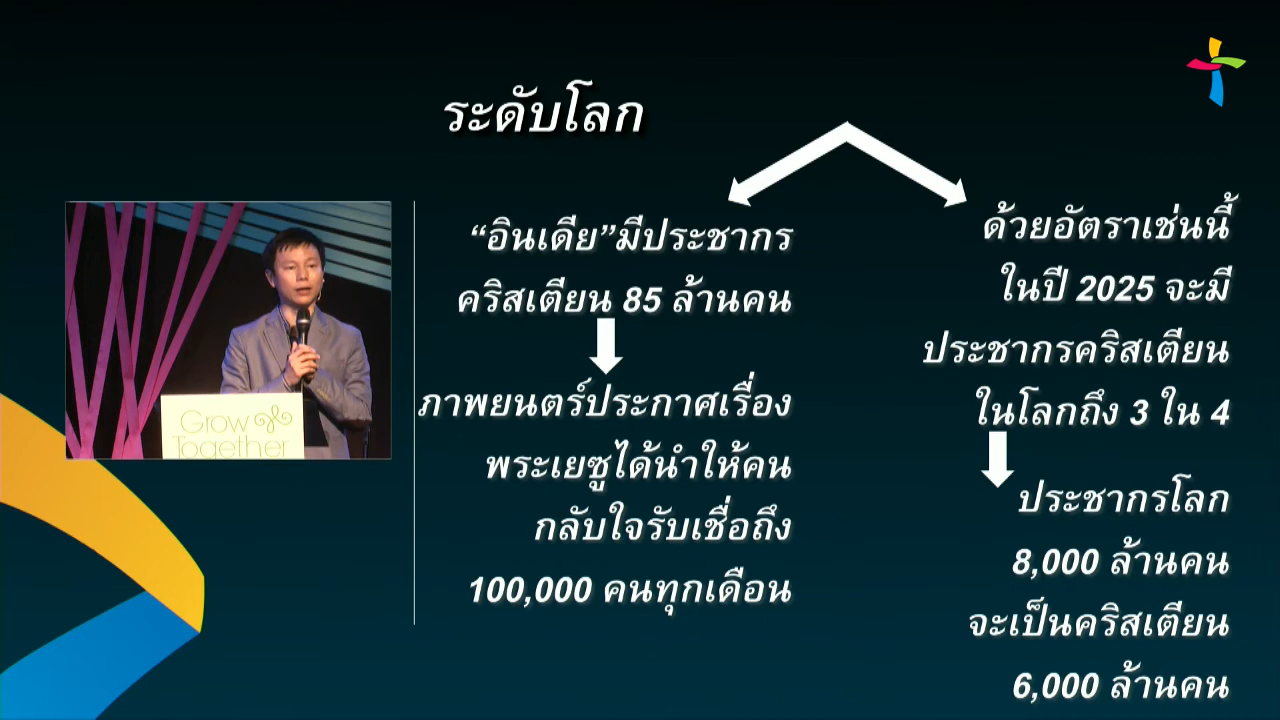 ระดับโลก
“อินเดีย”มีประชากร
คริสเตียน 85 ล้านคน
ภาพยนตร์ประกาศเรื่อง
พระเยซูได้นำให้คน
กลับใจรับเชื่อถึง
100,000 คนทุกเดือน
ด้วยอัตราเช่นนี้
ในปี 2025 จะมี
ประชากรคริสเตียน
ในโลกถึง 3 ใน 4
ประชากรโลก
8,000 ล้านคน
จะเป็นคริสเตียน
6,000 ล้านคน
Grow
Together